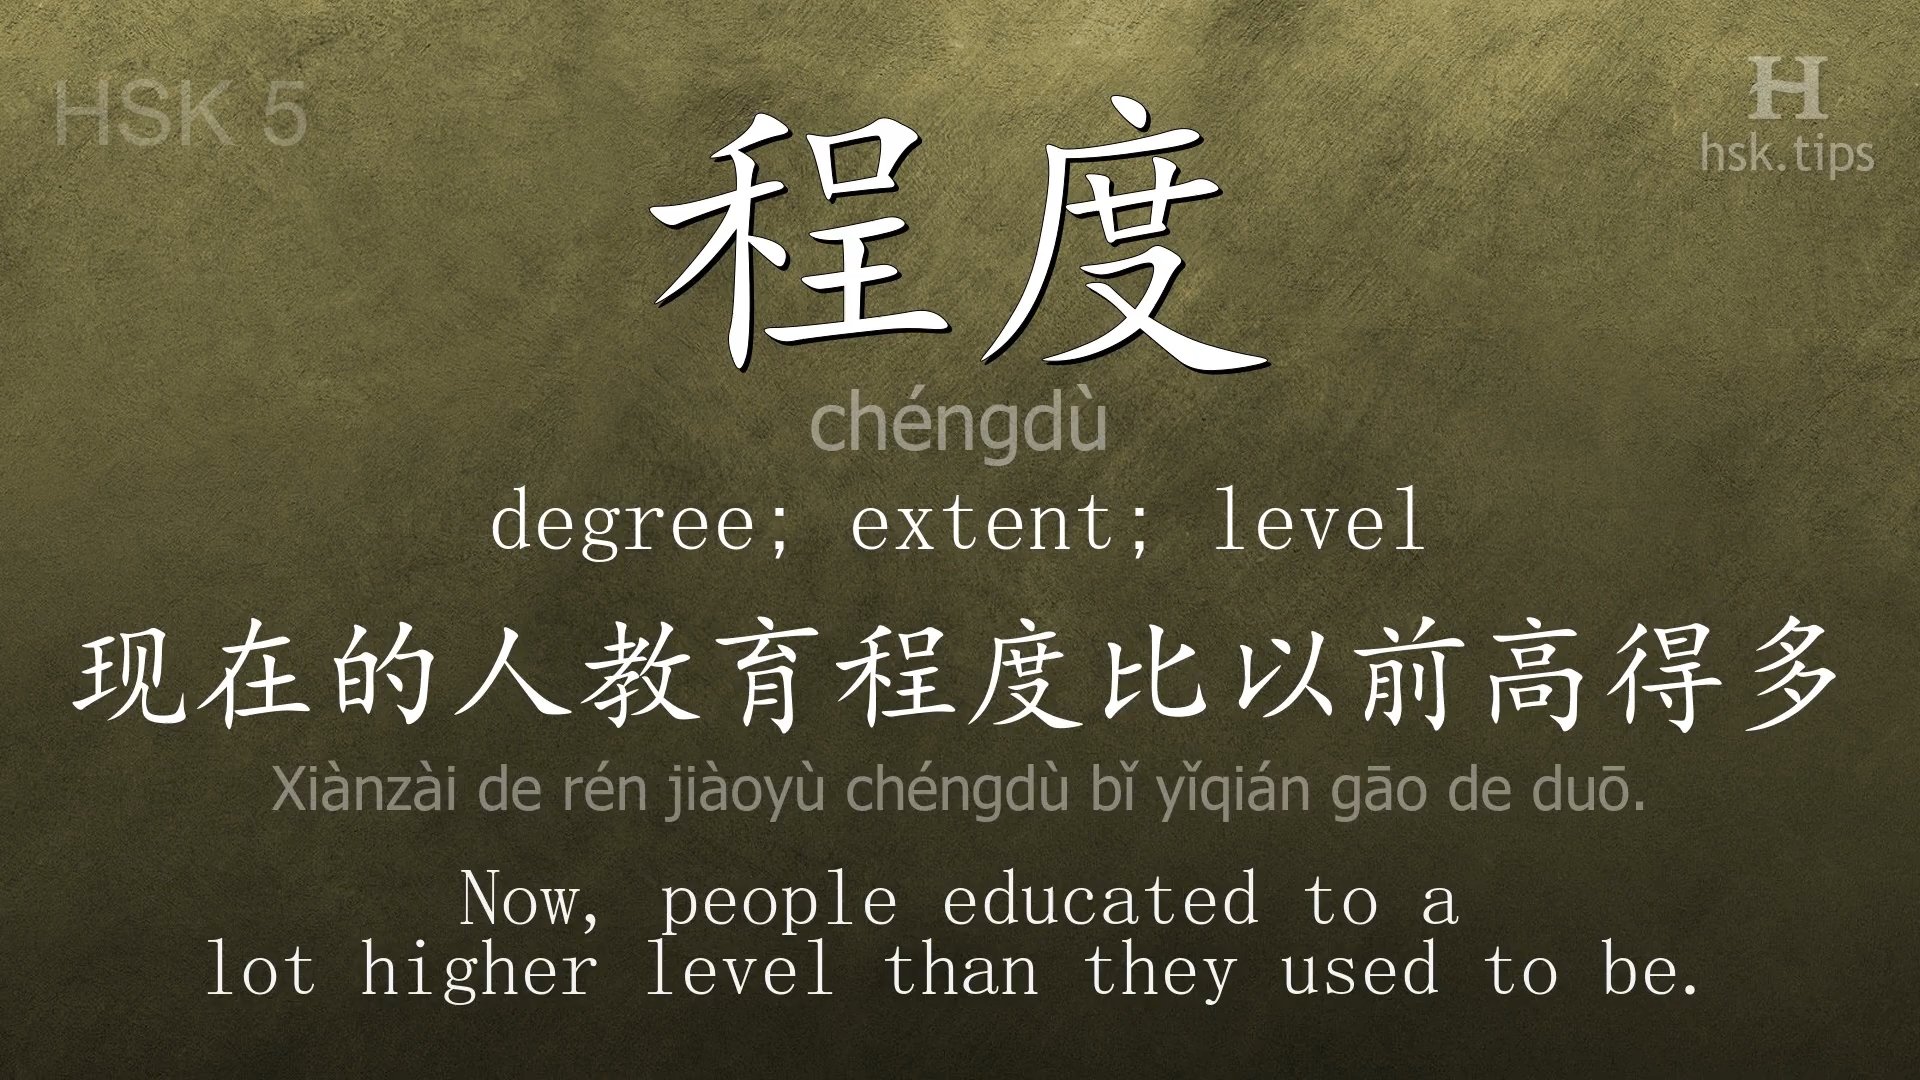 HSK 5
H
hsk.tips
程度
chéngdù
degree; extent; level
现在的人教育程度比以前高得多
Xiànzài de rén jiàoyù chéngdù bǐ yǐqián gāo de duō.
Now, people educated to a
lot higher level than they used to be.